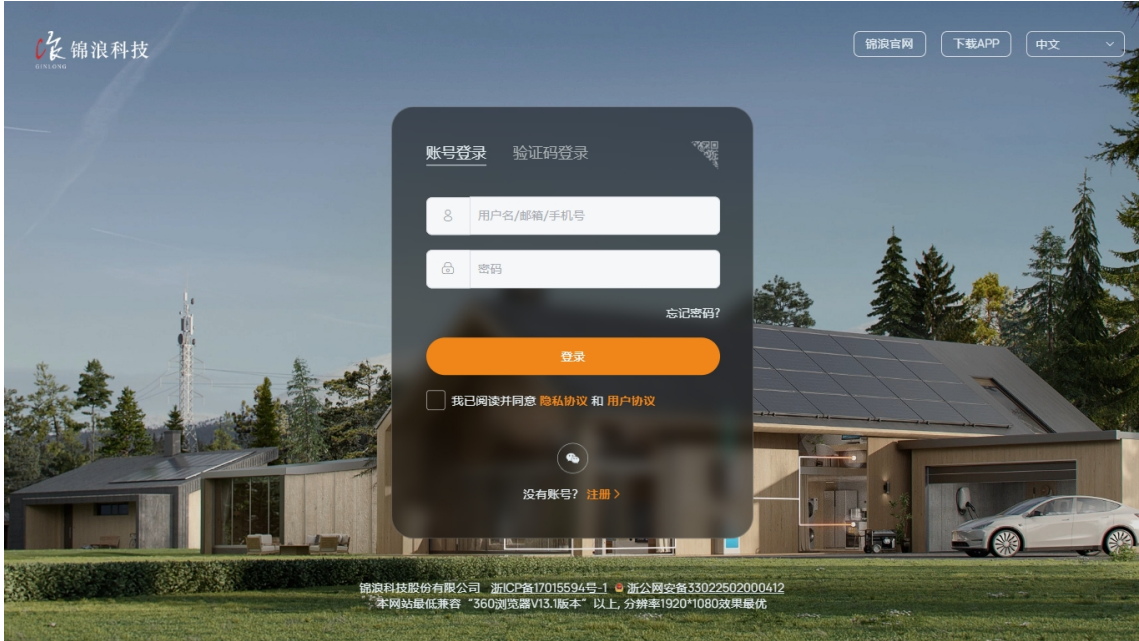 锦浪科技
GINLONG
锦浪官网 下载APP 中文
账号登录 验证码登录
用户名/邮箱/手机号
密码
忘记密码?
登录
我已阅读并同意 隐私协议 和 用户协议
没有账号? 注册
锦浪科技股份有限公司 浙ICP备17015594号-1 浙公网安备33022502000412
本网站最低兼容“360浏览器V13.1版本”以上, 分辨率1920*1080效果最优